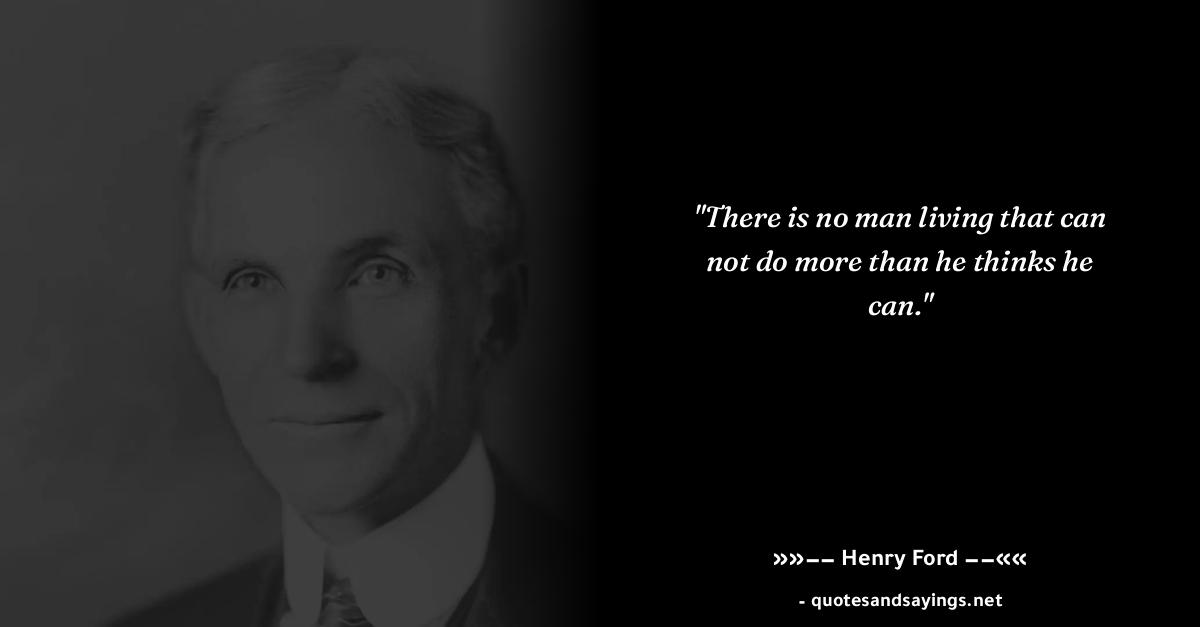 "There is no man living that can
not do more than he thinks he
can."
»»–– Henry Ford ––««
- quotesandsayings.net